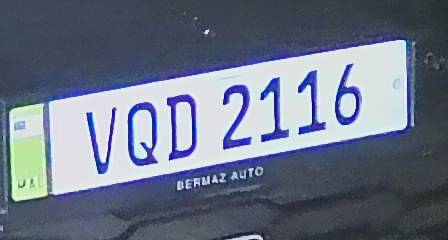 VQD 2116
BERMAZ AUTO